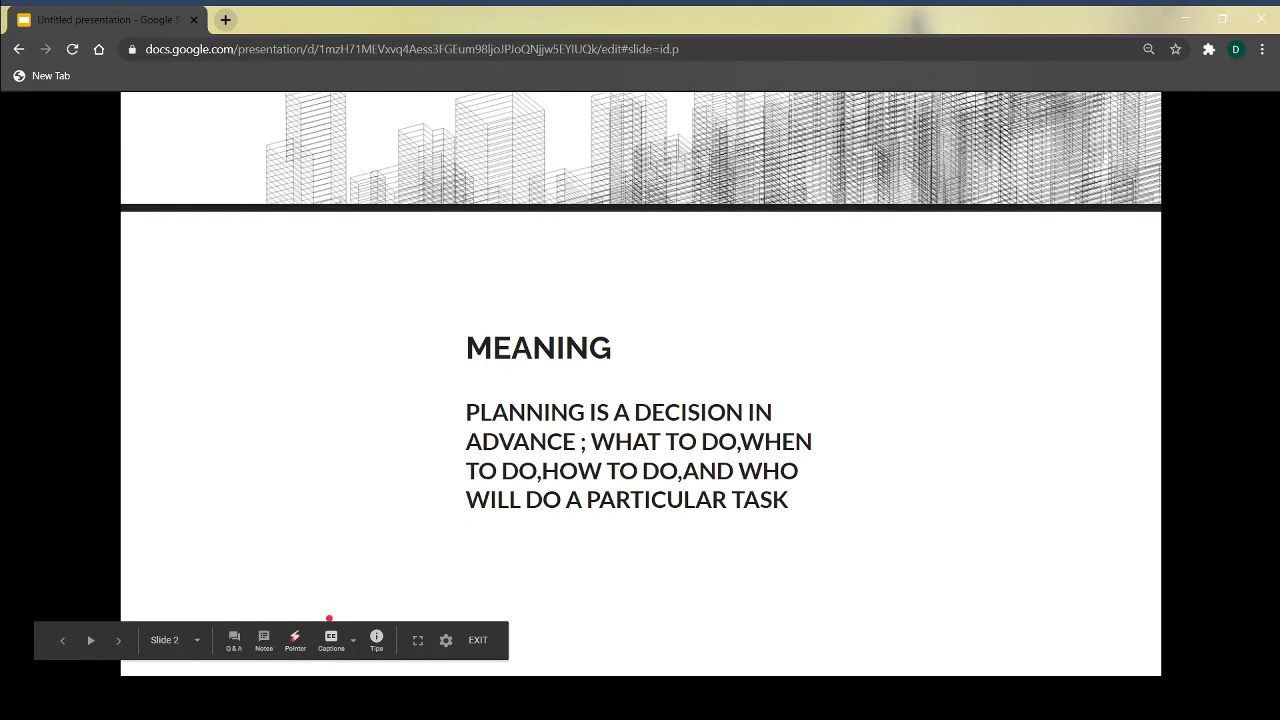 Untitled presentation - Google S
docs.google.com/presentation/d/1mzH71MEVxvq4Aess3FGEum98IjoJPJoQNjjw5EYIUQk/edit#slide=id.p
D
New Tab
MEANING
PLANNING IS A DECISION IN
ADVANCE ; WHAT TO DO,WHEN
TO DO,HOW TO DO,AND WHO
WILL DO A PARTICULAR TASK
Slide 2
Q & A
Notes
Pointer
CC
Captions
Tips
EXIT